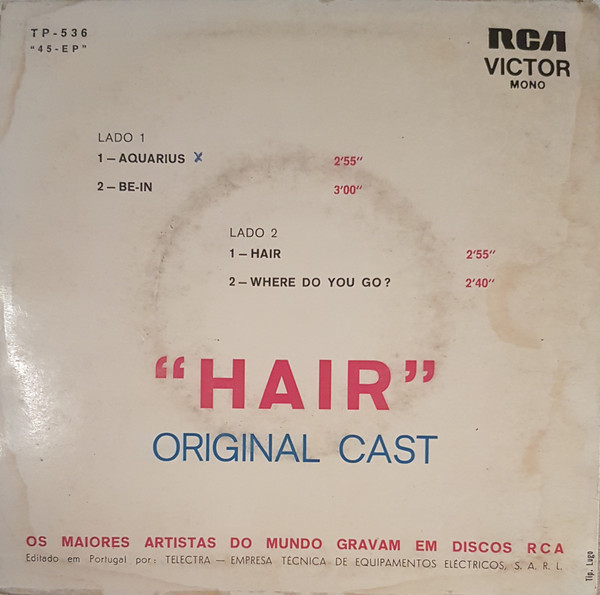 TP-536
"45-EP"
RCA
VICTOR
MONO
LADO 1
1 — AQUARIUS x 2'55"
2 — BE-IN 3'00"
LADO 2
1 — HAIR 2'55"
2 — WHERE DO YOU GO? 2'40"
"HAIR"
ORIGINAL CAST
OS MAIORES ARTISTAS DO MUNDO GRAVAM EM DISCOS RCA
Editado em Portugal por: TELECTRA — EMPRESA TÉCNICA DE EQUIPAMENTOS ELÉCTRICOS, S. A. R. L.
Tip. Lugo